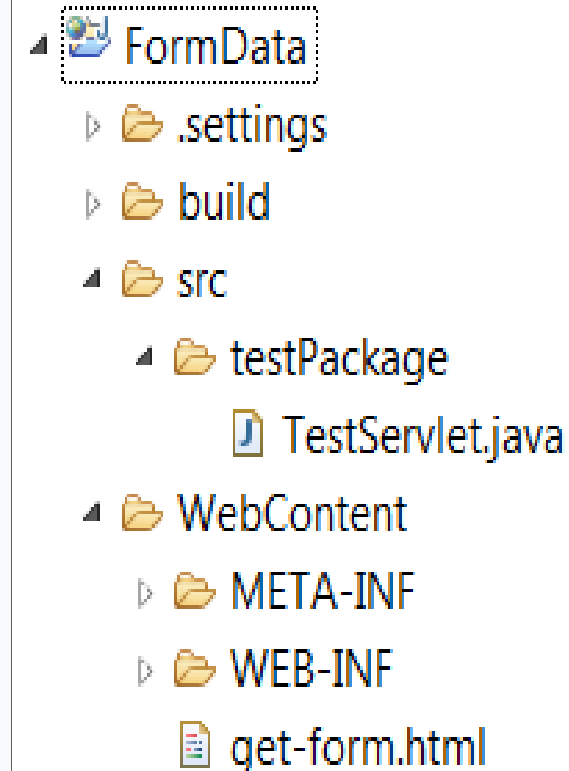 FormData
.settings
build
src
testPackage
TestServlet.java
WebContent
META-INF
WEB-INF
get-form.html